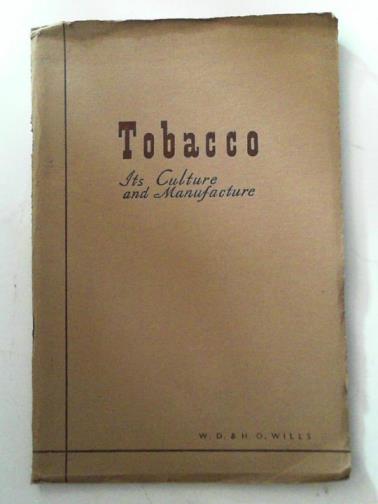 Tobacco
Its Culture
and Manufacture
W. D. & H. O. WILLS